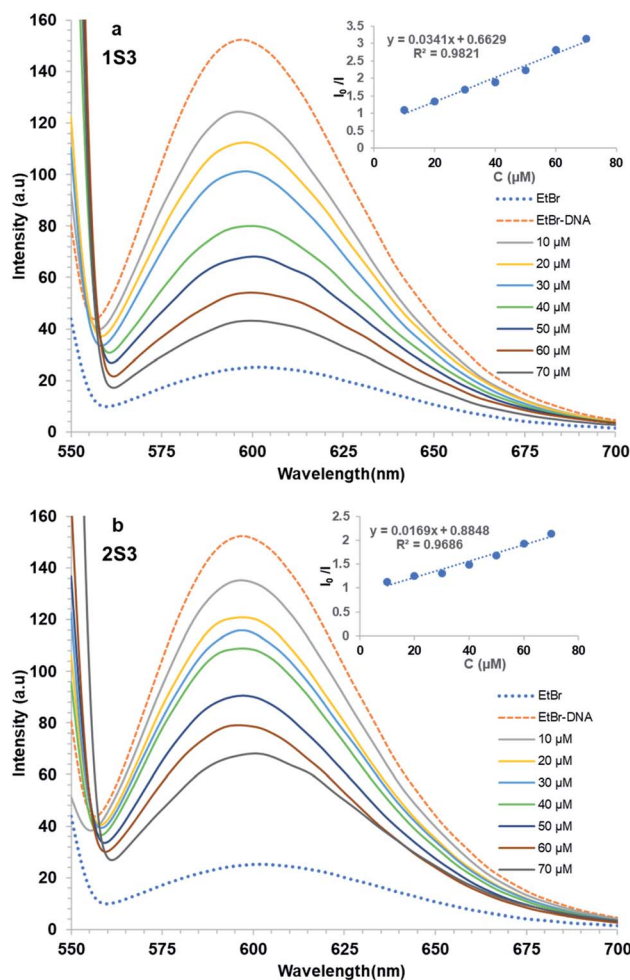 a
1S3
160
140
120
100
80
60
40
20
0
Intensity (a.u)
550
575
600
625
650
675
700
Wavelength(nm)
y = 0.0341x + 0.6629
R² = 0.9821
3.5
3
2.5
2
1.5
1
0.5
0
I₀ /I
0
20
40
60
80
C (µM)
EtBr
EtBr-DNA
10 µM
20 µM
30 µM
40 µM
50 µM
60 µM
70 µM
b
2S3
160
140
120
100
80
60
40
20
0
Intensity (a.u)
550
575
600
625
650
675
700
Wavelength(nm)
y = 0.0169x + 0.8848
R² = 0.9686
2.5
2
1.5
1
0.5
0
I₀ /I
0
20
40
60
80
C (µM)
EtBr
EtBr-DNA
10 µM
20 µM
30 µM
40 µM
50 µM
60 µM
70 µM